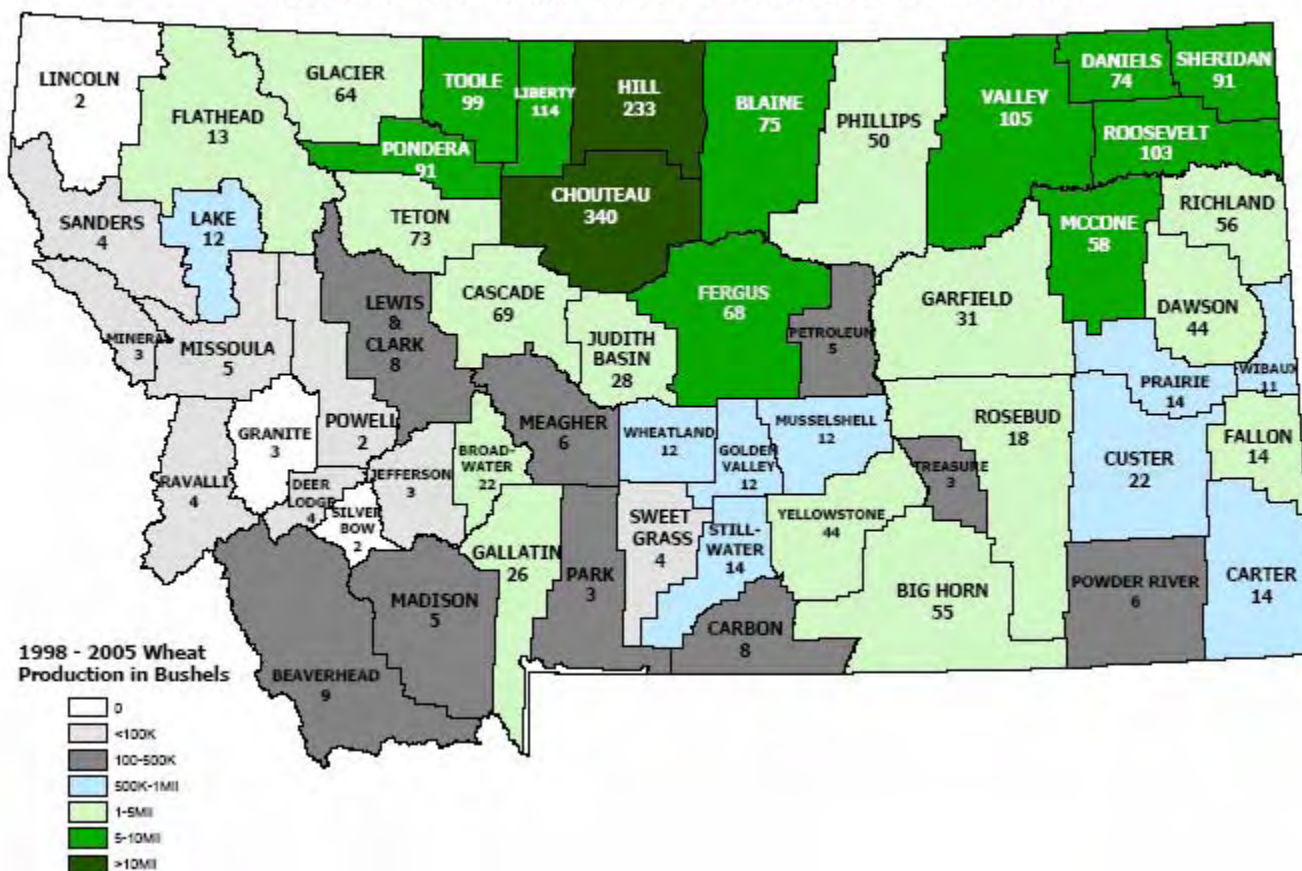 LINCOLN
2
FLATHEAD
13
GLACIER
64
TOOLE
99
LIBERTY
114
HILL
233
BLAINE
75
PHILLIPS
50
VALLEY
105
DANIELS
74
SHERIDAN
91
ROOSEVELT
103
PONDERA
91
CHOUTEAU
340
SANDERS
4
LAKE
12
TETON
73
MCCONE
58
RICHLAND
56
LEWIS
&
CLARK
8
CASCADE
69
JUDITH
BASIN
28
FERGUS
68
PETROLEUM
5
GARFIELD
31
DAWSON
44
MINERAL
3
MISSOULA
5
PRAIRIE
14
WIBAUX
11
GRANITE
3
POWELL
2
MEAGHER
6
WHEATLAND
12
GOLDEN
VALLEY
12
MUSSELSHELL
12
ROSEBUD
18
CUSTER
22
FALLON
14
RAVALLI
4
DEER
LODGE
4
SILVER
BOW
2
JEFFERSON
3
BROAD-
WATER
22
TREASURE
3
GALLATIN
26
PARK
3
SWEET
GRASS
4
STILL-
WATER
14
YELLOWSTONE
44
BIG HORN
55
POWDER RIVER
6
CARTER
14
MADISON
5
CARBON
8
BEAVERHEAD
9
1998 - 2005 Wheat
Production in Bushels
0
<100K
100-500K
500K-1Mil
1-5Mil
5-10Mil
>10Mil